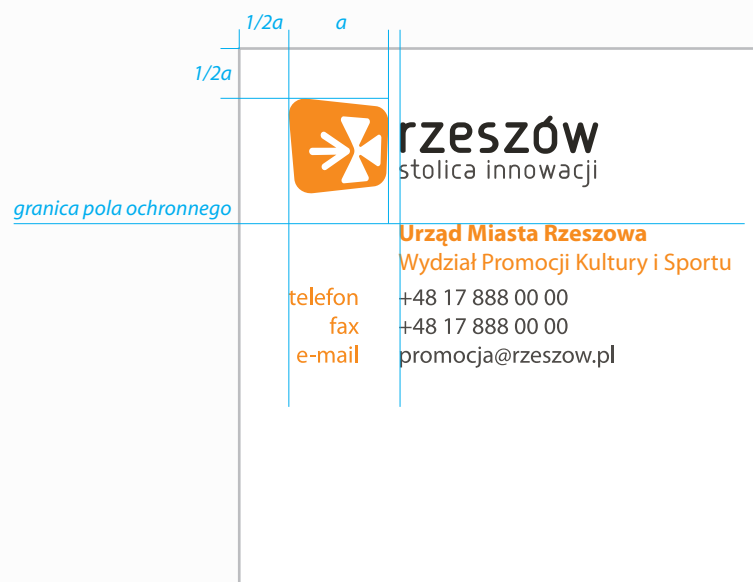 1/2a a
1/2a
rzeszów
stolica innowacji
granica pola ochronnego
Urząd Miasta Rzeszowa
Wydział Promocji Kultury i Sportu
telefon +48 17 888 00 00
fax +48 17 888 00 00
e-mail promocja@rzeszow.pl